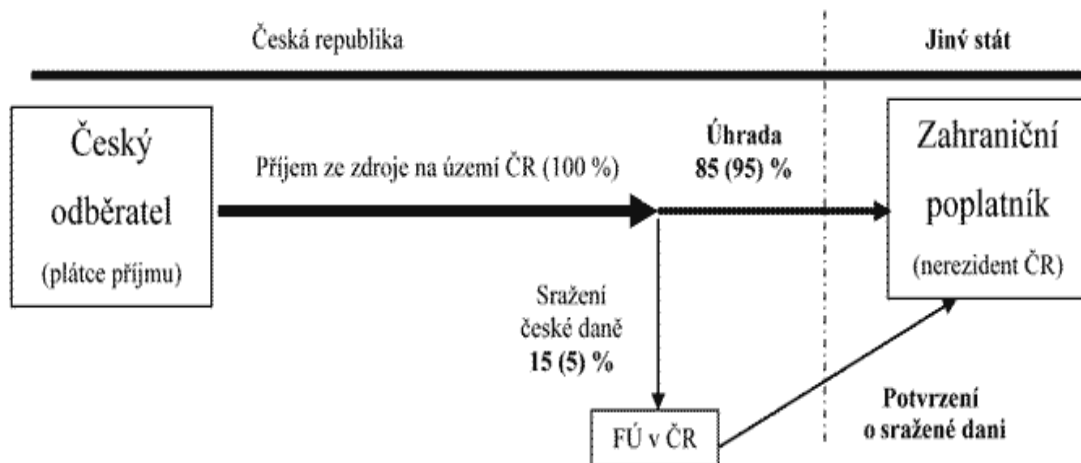 Česká republika
Jiný stát
Český
odběratel
(plátce příjmu)
Příjem ze zdroje na území ČR (100 %)
Úhrada
85 (95) %
Zahraniční
poplatník
(nerezident ČR)
Sražení
české daně
15 (5) %
FÚ v ČR
Potvrzení
o sražené dani